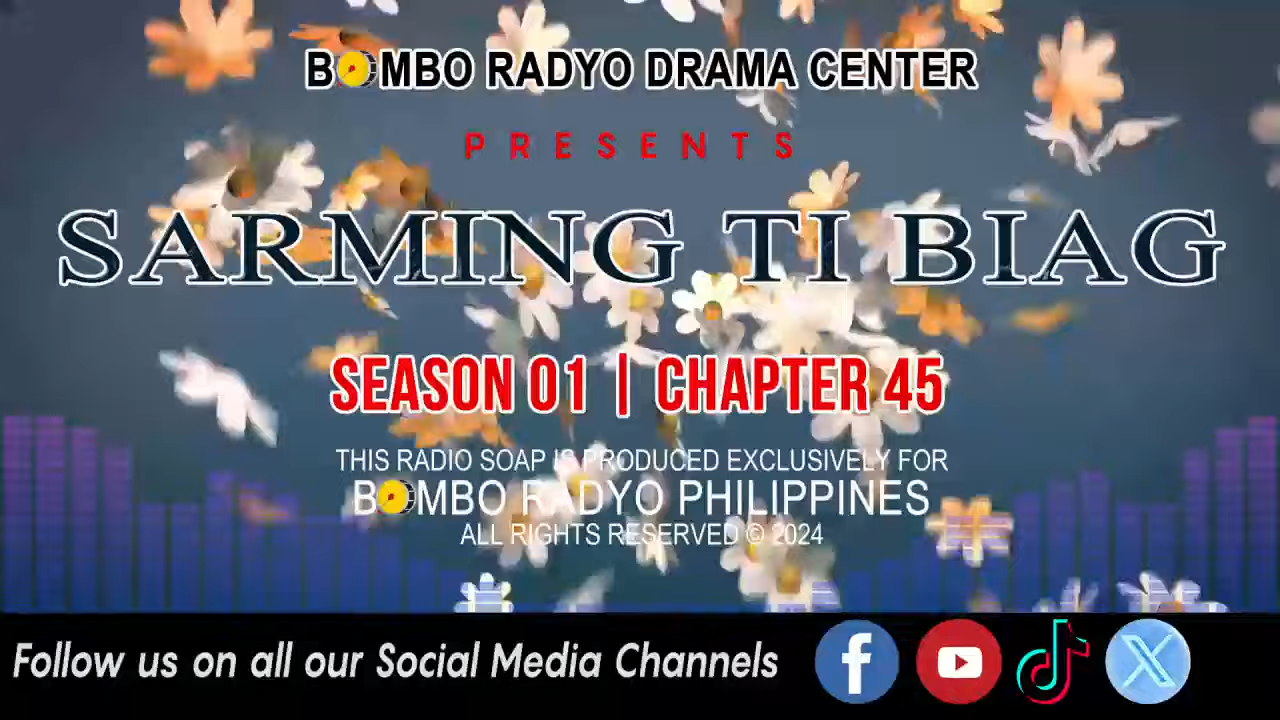 BOMBO RADYO DRAMA CENTER
PRESENTS
SARMING TI BIAG
SEASON 01 | CHAPTER 45
THIS RADIO SOAP IS PRODUCED EXCLUSIVELY FOR
BOMBO RADYO PHILIPPINES
ALL RIGHTS RESERVED © 2024
Follow us on all our Social Media Channels